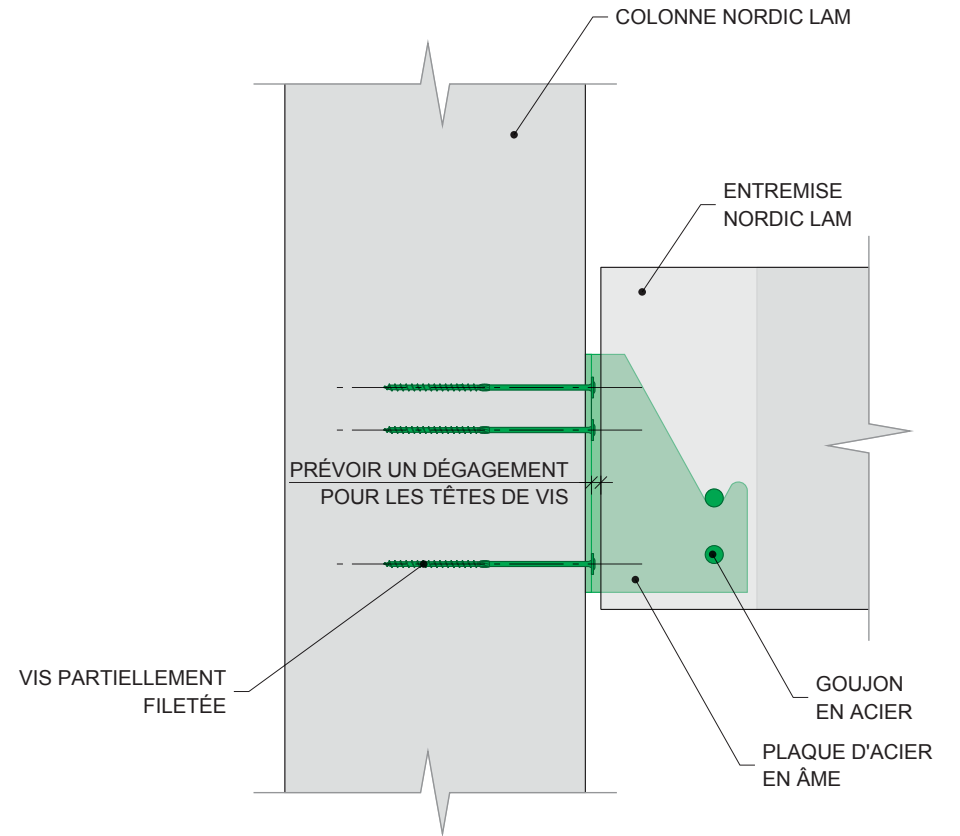 COLONNE NORDIC LAM
ENTREMISE
NORDIC LAM
PRÉVOIR UN DÉGAGEMENT
POUR LES TÊTES DE VIS
VIS PARTIELLEMENT
FILETÉE
GOUJON
EN ACIER
PLAQUE D'ACIER
EN ÂME